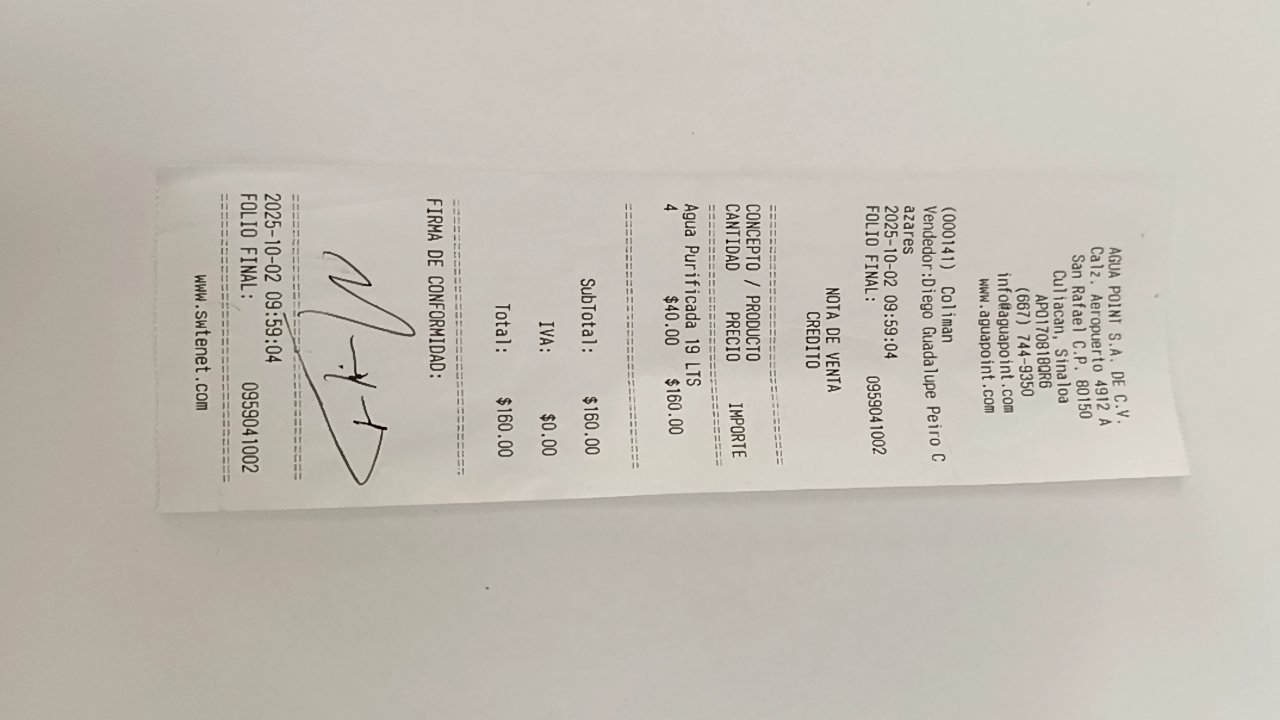 AGUA POINT S.A. DE C.V.
Calz. Aeropuerto 4912 A
San Rafael C.P. 80150
Culiacan, Sinaloa
APO170818QR6
(667) 744-9350
info@aguapoint.com
www.aguapoint.com
(000141) Coliman
Vendedor:Diego Guadalupe Peiro C
azares
2025-10-02 09:59:04
FOLIO FINAL: 0959041002
NOTA DE VENTA
CREDITO
CONCEPTO / PRODUCTO
CANTIDAD PRECIO IMPORTE
Agua Purificada 19 LTS
4 $40.00 $160.00
SubTotal: $160.00
IVA: $0.00
Total: $160.00
FIRMA DE CONFORMIDAD:
2025-10-02 09:59:04
FOLIO FINAL: 0959041002
www.swtenet.com